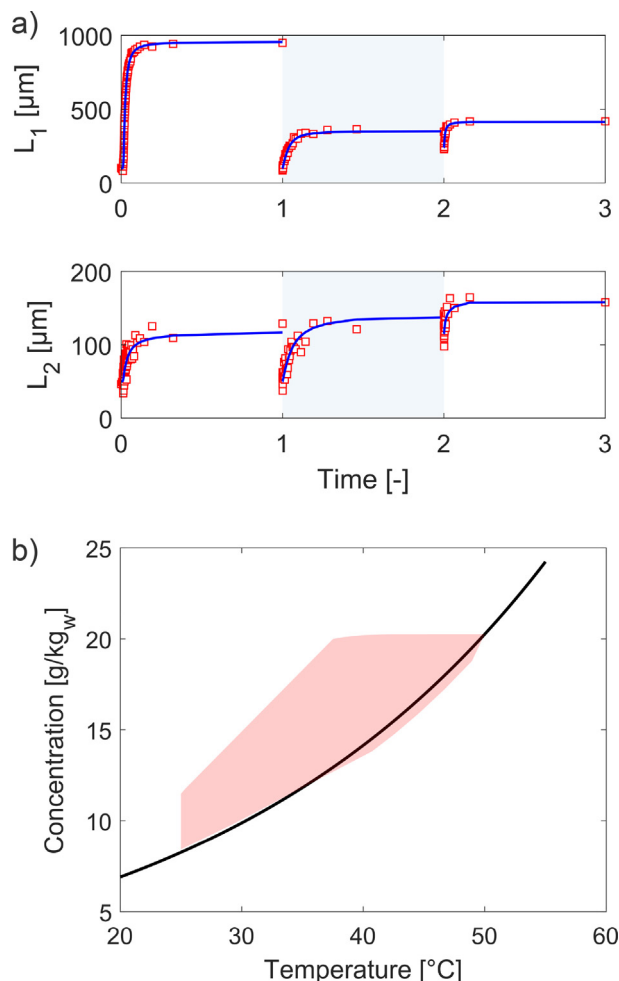 a)
1000
500
0
L₁ [µm]
0 1 2 3
200
100
0
L₂ [µm]
0 1 2 3
Time [-]
b)
25
20
15
10
5
Concentration [g/kg_w]
20 30 40 50 60
Temperature [°C]